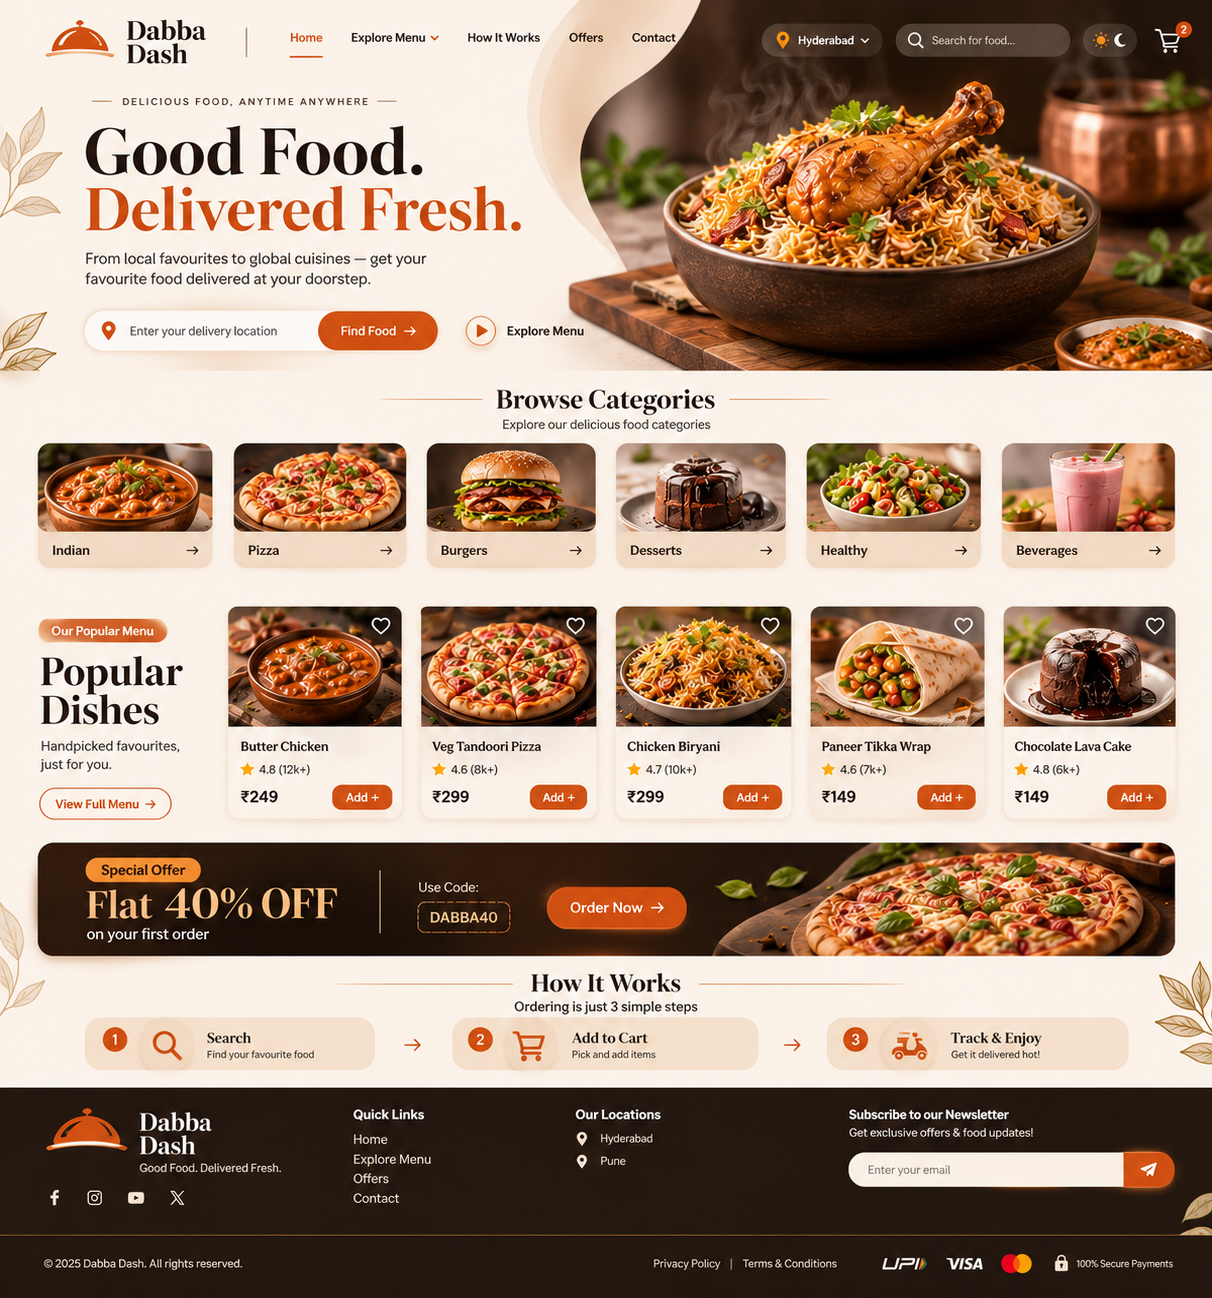 Dabba
Dash
Home
Explore Menu
How It Works
Offers
Contact
Hyderabad
Search for food...
2
DELICIOUS FOOD, ANYTIME ANYWHERE
Good Food.
Delivered Fresh.
From local favourites to global cuisines — get your
favourite food delivered at your doorstep.
Enter your delivery location
Find Food →
Explore Menu
Browse Categories
Explore our delicious food categories
Indian →
Pizza →
Burgers →
Desserts →
Healthy →
Beverages →
Our Popular Menu
Popular
Dishes
Handpicked favourites,
just for you.
View Full Menu →
Butter Chicken
4.8 (12k+)
₹249
Add +
Veg Tandoori Pizza
4.6 (8k+)
₹299
Add +
Chicken Biryani
4.7 (10k+)
₹299
Add +
Paneer Tikka Wrap
4.6 (7k+)
₹149
Add +
Chocolate Lava Cake
4.8 (6k+)
₹149
Add +
Special Offer
Flat 40% OFF
on your first order
Use Code:
DABBA40
Order Now →
How It Works
Ordering is just 3 simple steps
1
Search
Find your favourite food
→
2
Add to Cart
Pick and add items
→
3
Track & Enjoy
Get it delivered hot!
Dabba
Dash
Good Food. Delivered Fresh.
Quick Links
Home
Explore Menu
Offers
Contact
Our Locations
Hyderabad
Pune
Subscribe to our Newsletter
Get exclusive offers & food updates!
Enter your email
© 2025 Dabba Dash. All rights reserved.
Privacy Policy | Terms & Conditions
UPI
VISA
100% Secure Payments